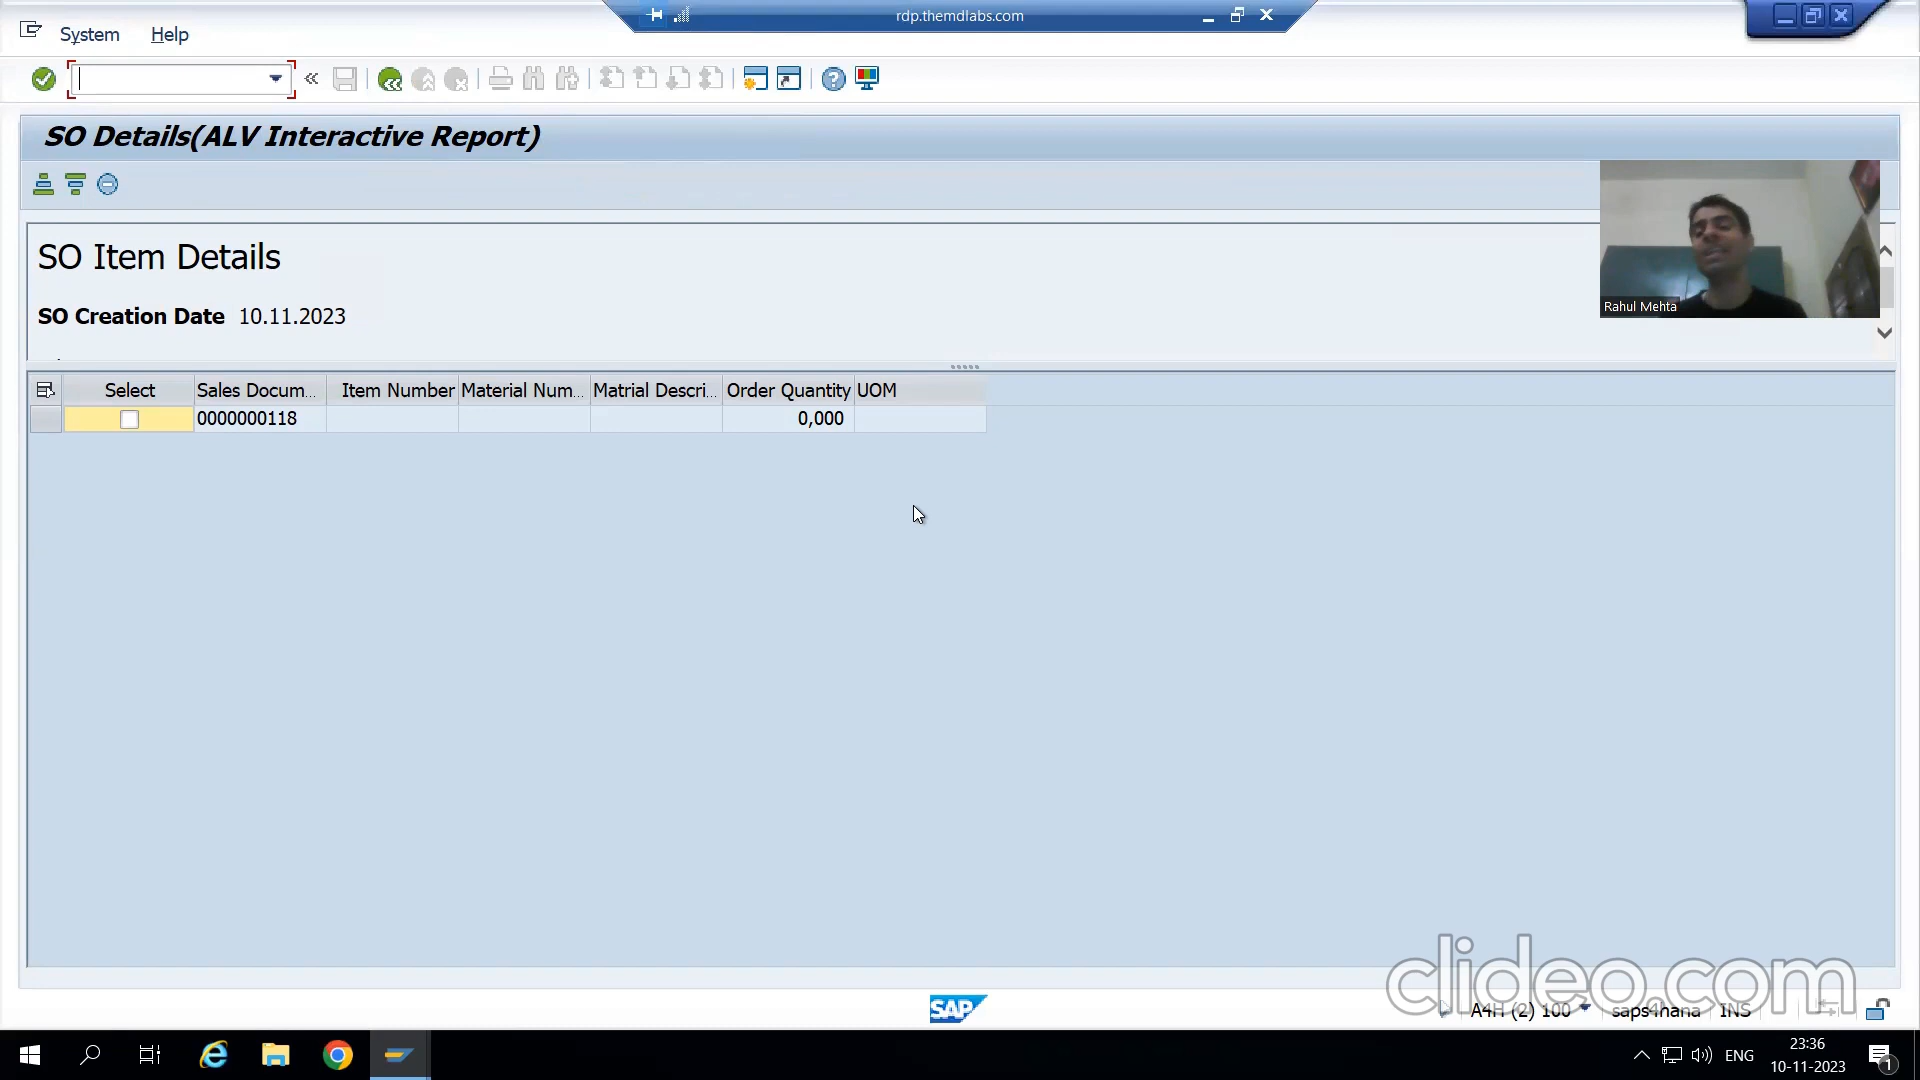 rdp.themdlabs.com
System Help
SO Details(ALV Interactive Report)
SO Item Details
SO Creation Date 10.11.2023
Rahul Mehta
Select Sales Docum... Item Number Material Num... Matrial Descri... Order Quantity UOM
0000000118 0,000
clideo.com
SAP
A4H (2) 100 saps4hana INS
23:36
ENG
10-11-2023
1